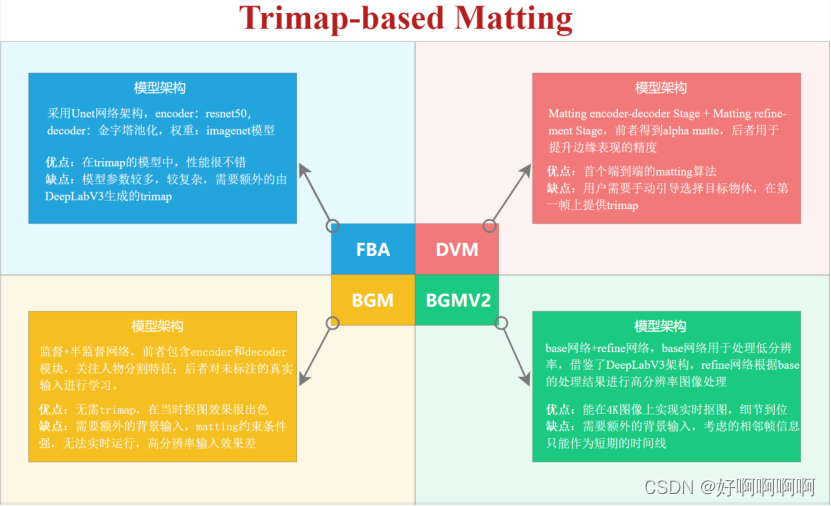 Trimap-based Matting
模型架构
采用Unet网络架构，encoder：resnet50，
decoder：金字塔池化，权重：imagenet模型
优点：在trimap的模型中，性能很不错
缺点：模型参数较多，较复杂，需要额外的由
DeepLabV3生成的trimap
模型架构
Matting encoder-decoder Stage + Matting refine-
ment Stage，前者得到alpha matte，后者用于
提升边缘表现的精度
优点：首个端到端的matting算法
缺点：用户需要手动引导选择目标物体，在第
一帧上提供trimap
FBA
DVM
BGM
BGMV2
模型架构
监督+半监督网络，前者包含encoder和decoder
模块，关注人物分割特征；后者对未标注的真实
输入进行学习。
优点：无需trimap，在当时抠图效果很出色
缺点：需要额外的背景输入，matting约束条件
强，无法实时运行，高分辨率输入效果差
模型架构
base网络+refine网络，base网络用于处理低分辨
率，借鉴了DeepLabV3架构，refine网络根据base
的处理结果进行高分辨率图像处理
优点：能在4K图像上实现实时抠图，细节到位
缺点：需要额外的背景输入，考虑的相邻帧信息
只能作为短期的时间线
CSDN @好啊啊啊啊